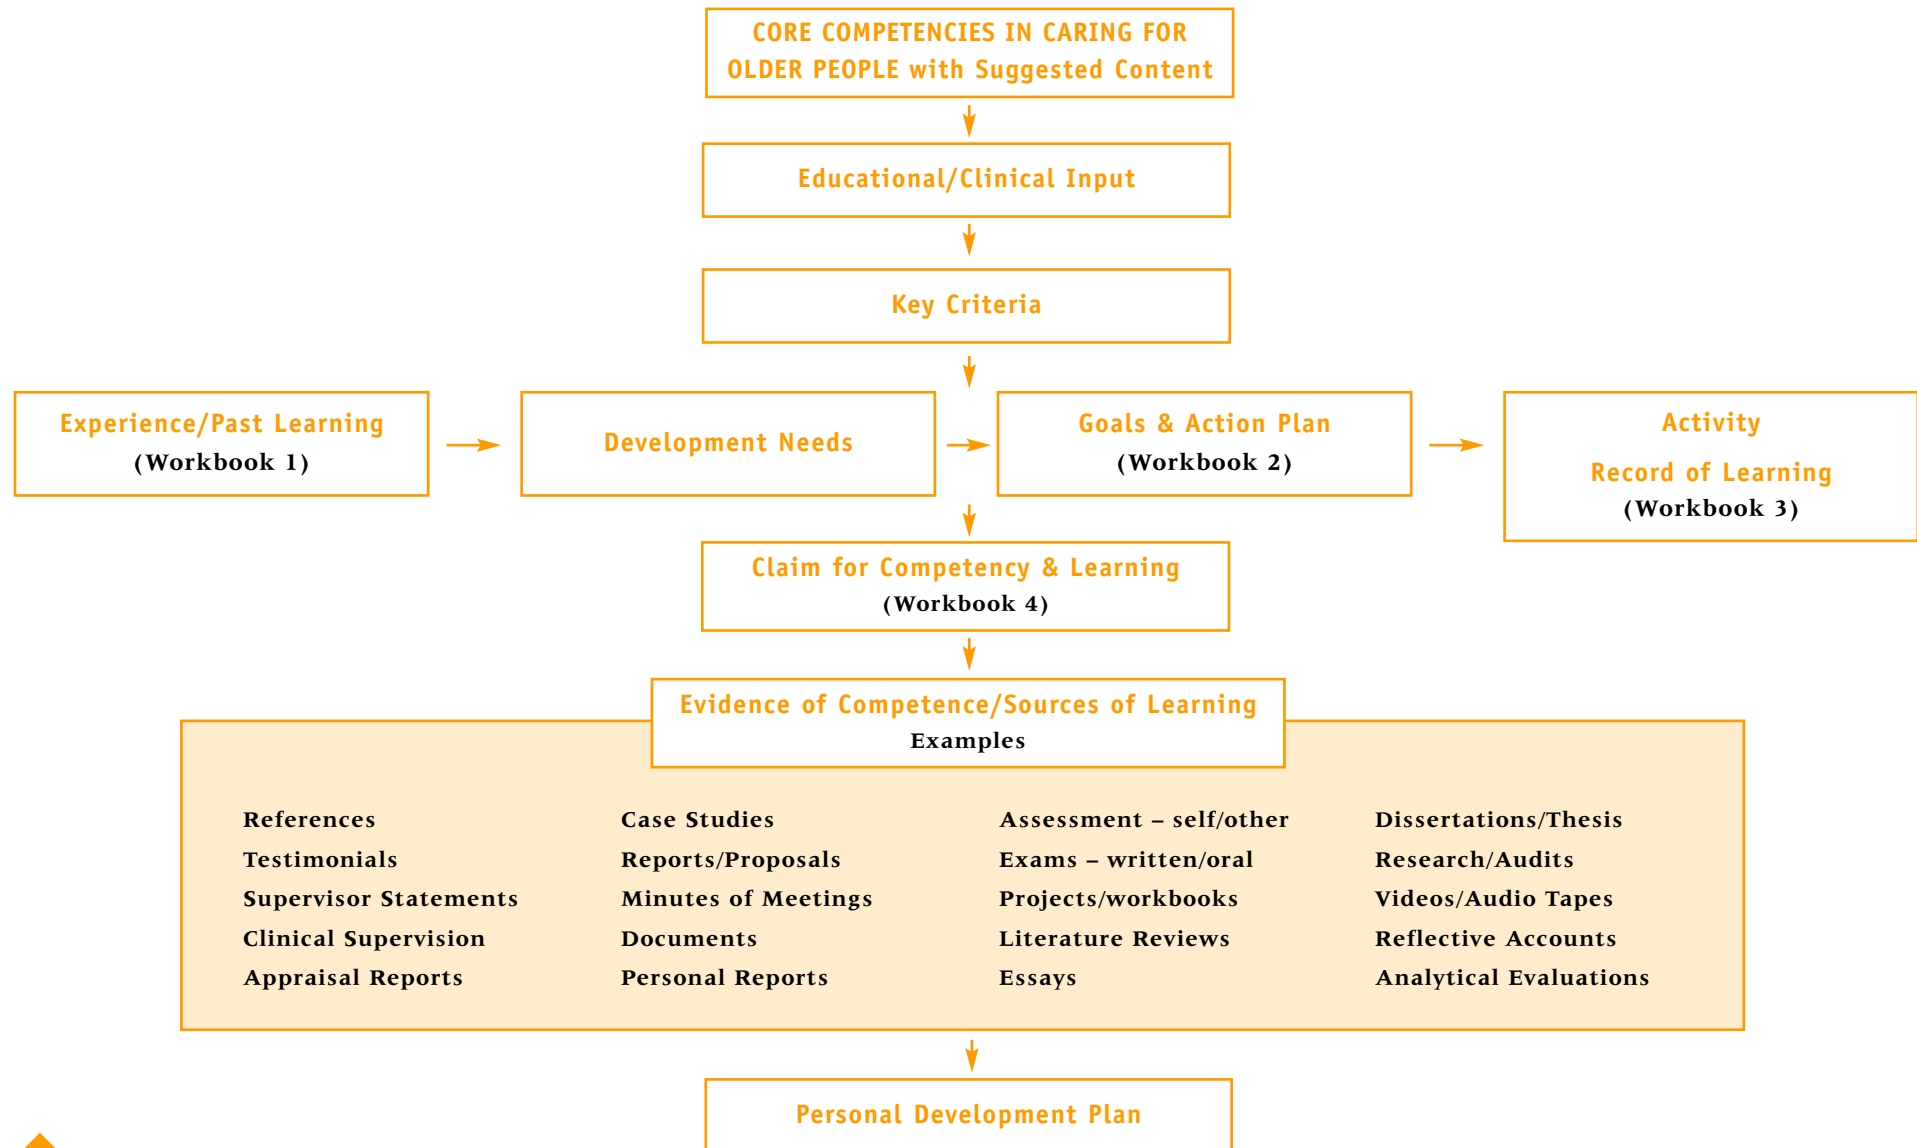 CORE COMPETENCIES IN CARING FOR
OLDER PEOPLE with Suggested Content
Educational/Clinical Input
Key Criteria
Experience/Past Learning
(Workbook 1)
Development Needs
Goals & Action Plan
(Workbook 2)
Activity
Record of Learning
(Workbook 3)
Claim for Competency & Learning
(Workbook 4)
Evidence of Competence/Sources of Learning
Examples
References
Testimonials
Supervisor Statements
Clinical Supervision
Appraisal Reports
Case Studies
Reports/Proposals
Minutes of Meetings
Documents
Personal Reports
Assessment – self/other
Exams – written/oral
Projects/workbooks
Literature Reviews
Essays
Dissertations/Thesis
Research/Audits
Videos/Audio Tapes
Reflective Accounts
Analytical Evaluations
Personal Development Plan